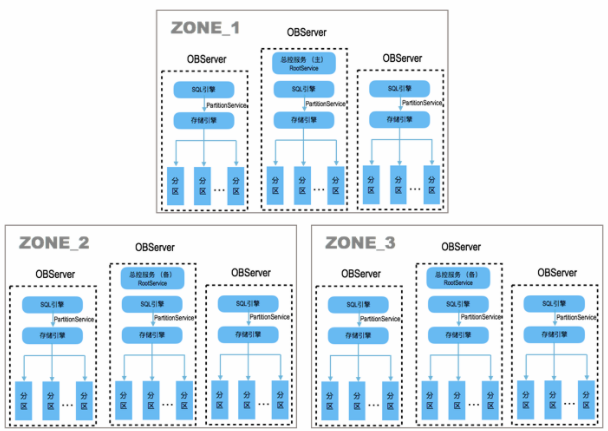 ZONE_1
OBServer
OBServer
OBServer
总控服务 (主)
RootService
SQL引擎
SQL引擎
SQL引擎
PartitionService
PartitionService
PartitionService
存储引擎
存储引擎
存储引擎
分区
分区
...
分区
分区
分区
...
分区
分区
分区
...
分区
ZONE_2
OBServer
OBServer
OBServer
总控服务 (备)
RootService
SQL引擎
SQL引擎
SQL引擎
PartitionService
PartitionService
PartitionService
存储引擎
存储引擎
存储引擎
分区
分区
...
分区
分区
分区
...
分区
分区
分区
...
分区
ZONE_3
OBServer
OBServer
OBServer
总控服务 (备)
RootService
SQL引擎
SQL引擎
SQL引擎
PartitionService
PartitionService
PartitionService
存储引擎
存储引擎
存储引擎
分区
分区
...
分区
分区
分区
...
分区
分区
分区
...
分区